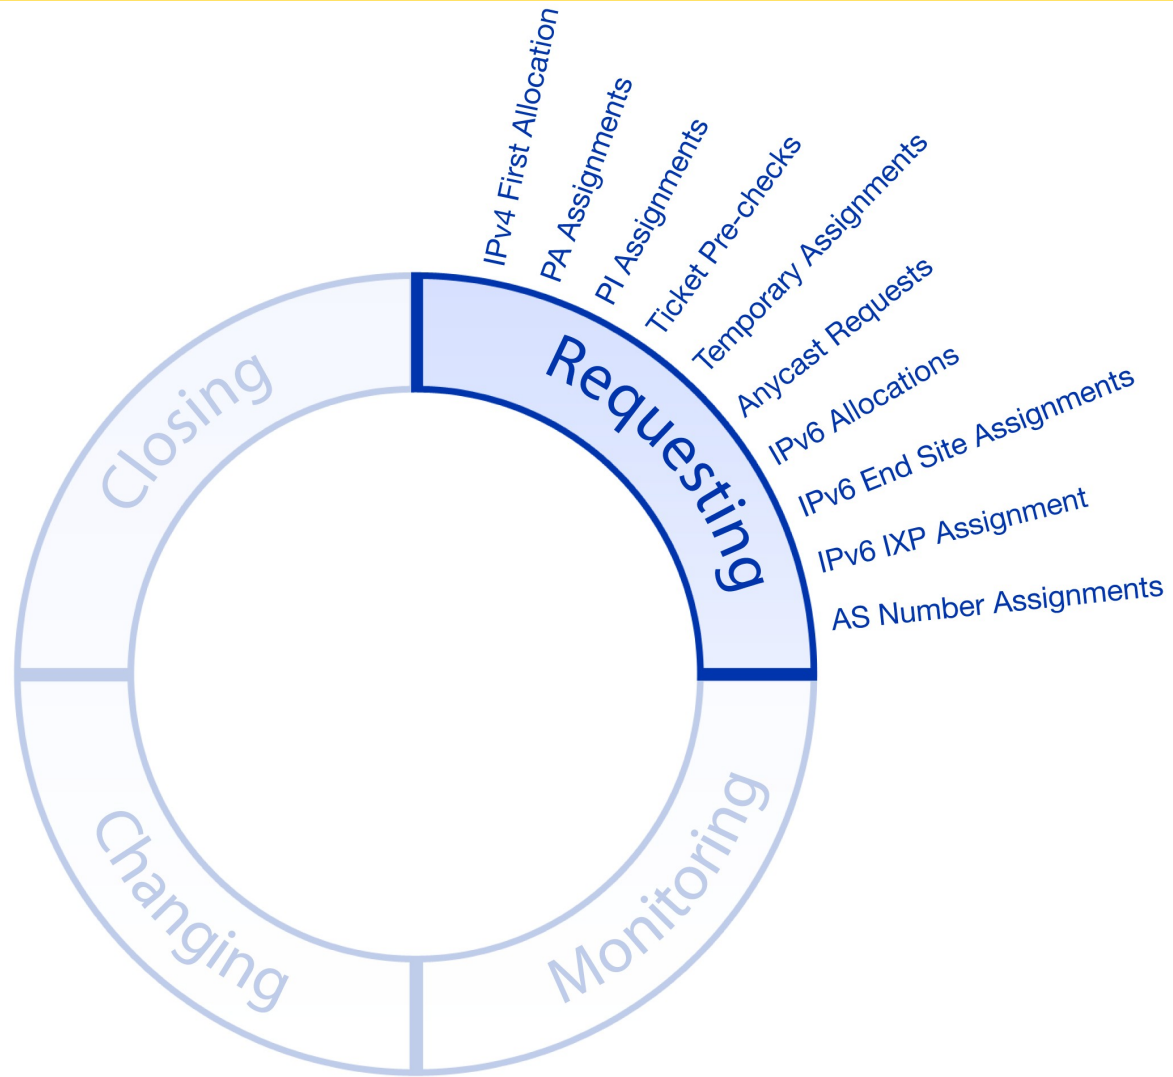 IPv4 First Allocation
PA Assignments
PI Assignments
Ticket Pre-checks
Temporary Assignments
Anycast Requests
IPv6 Allocations
IPv6 End Site Assignments
IPv6 IXP Assignment
AS Number Assignments
Requesting
Monitoring
Changing
Closing